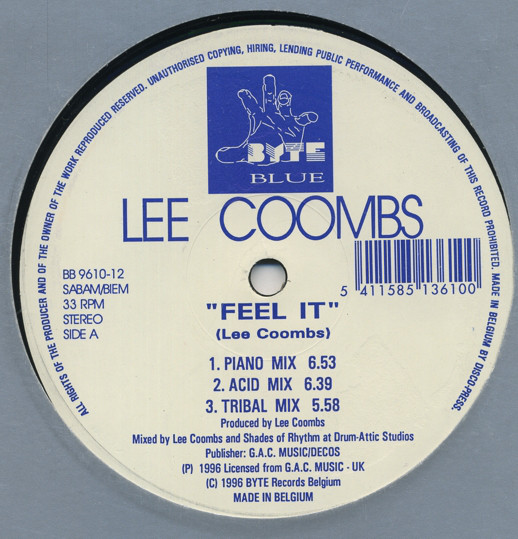 ALL RIGHTS OF THE PRODUCER AND OF THE OWNER OF THE WORK REPRODUCED RESERVED. UNAUTHORISED COPYING, HIRING, LENDING PUBLIC PERFORMANCE AND BROADCASTING OF THIS RECORD PROHIBITED. MADE IN BELGIUM BY DISCO-PRESS.
BYTE
BLUE
LEE COOMBS
BB 9610-12
SABAM/BIEM
33 RPM
STEREO
SIDE A
5 411585 136100
"FEEL IT"
(Lee Coombs)
1. PIANO MIX 6.53
2. ACID MIX 6.39
3. TRIBAL MIX 5.58
Produced by Lee Coombs
Mixed by Lee Coombs and Shades of Rhythm at Drum-Attic Studios
Publisher: G.A.C. MUSIC/DECOS
(P) 1996 Licensed from G.A.C. MUSIC - UK
(C) 1996 BYTE Records Belgium
MADE IN BELGIUM